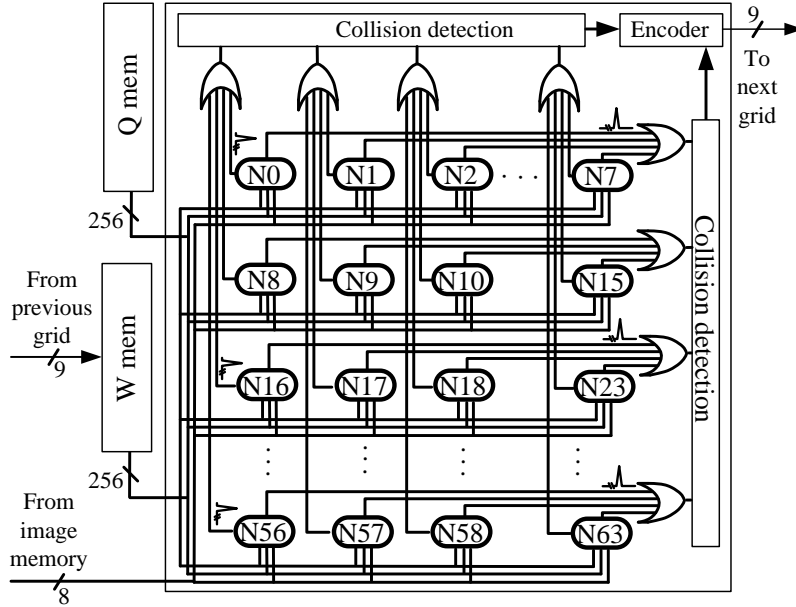 Collision detection
Encoder
9
To
next
grid
Q mem
256
N0
N1
N2
. . .
N7
From
previous
grid
9
W mem
256
N8
N9
N10
N15
Collision detection
N16
N17
N18
N23
From
image
memory
8
N56
N57
N58
N63